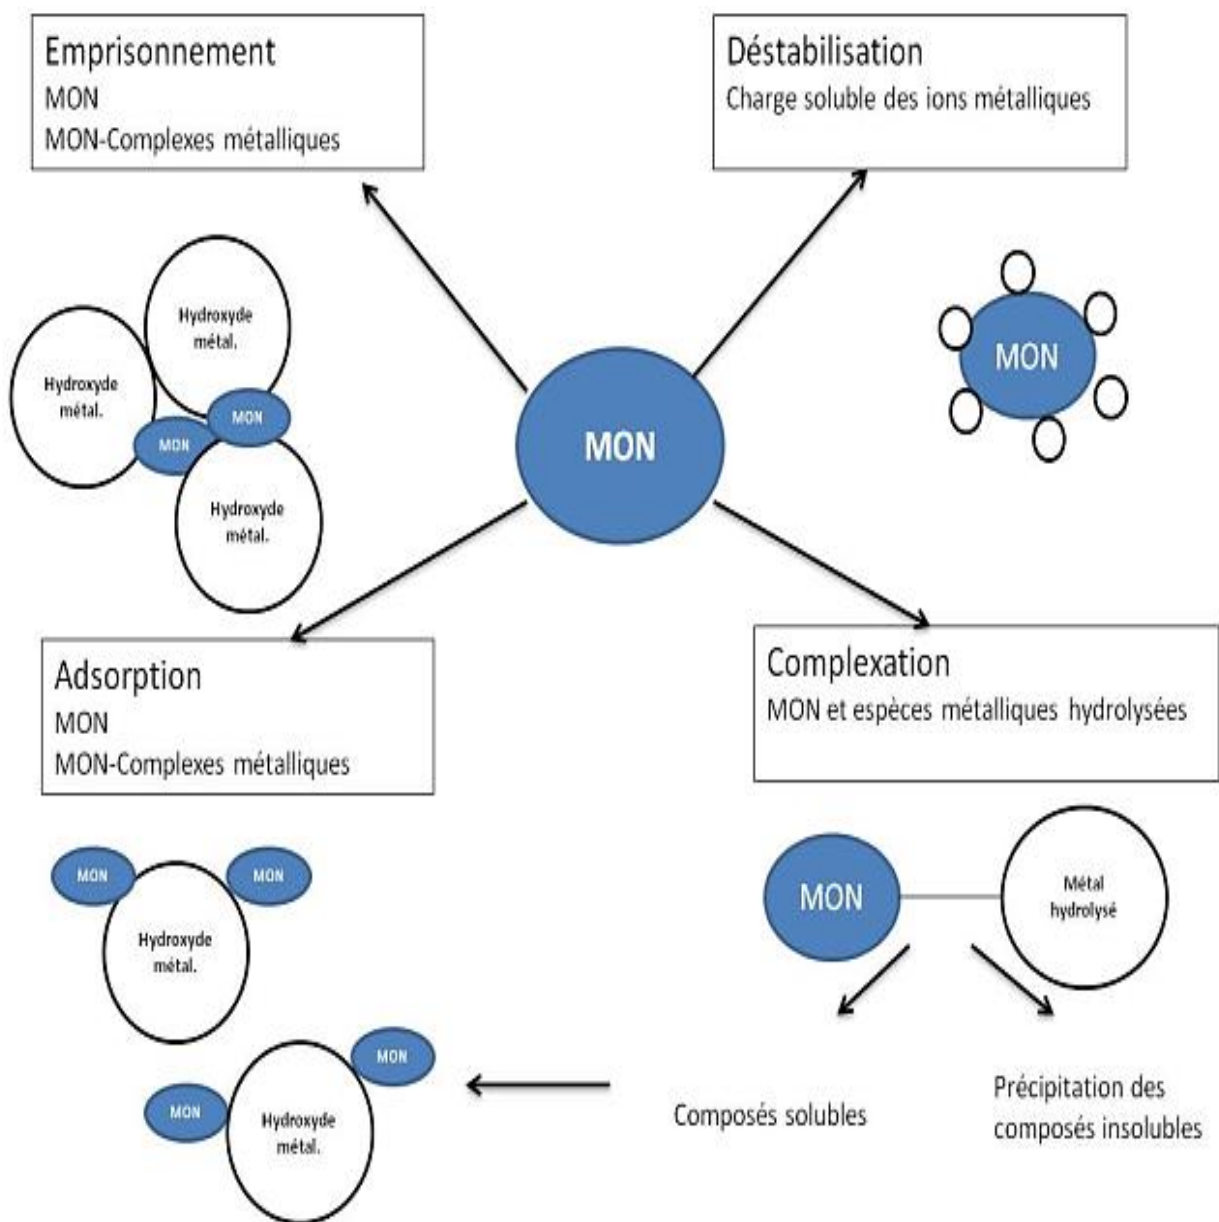 Emprisonnement
MON
MON-Complexes métalliques
Déstabilisation
Charge soluble des ions métalliques
Hydroxyde
métal.
Hydroxyde
métal.
MON
MON
Hydroxyde
métal.
MON
MON
Adsorption
MON
MON-Complexes métalliques
Complexation
MON et espèces métalliques hydrolysées
MON
MON
Hydroxyde
métal.
MON
Métal
hydrolysé
MON
MON
Hydroxyde
métal.
Composés solubles
Précipitation des
composés insolubles